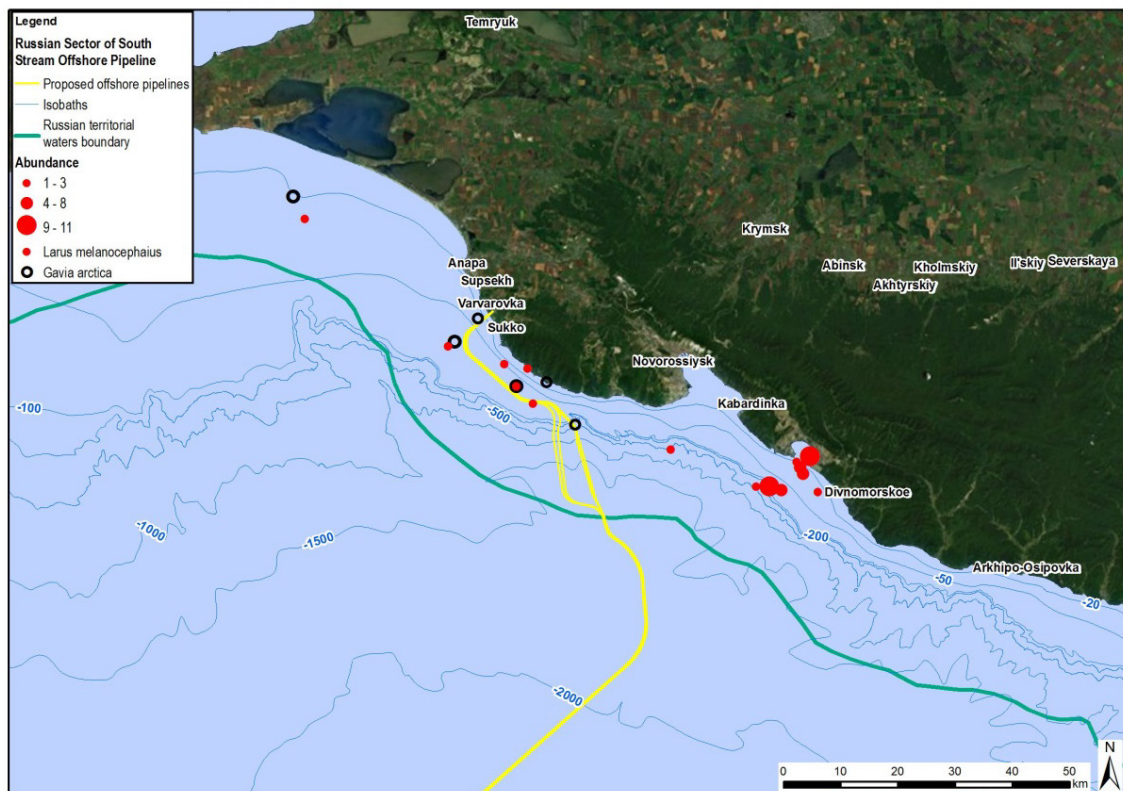 Legend
Russian Sector of South
Stream Offshore Pipeline
Proposed offshore pipelines
Isobaths
Russian territorial
waters boundary
Abundance
1 - 3
4 - 8
9 - 11
Larus melanocephaius
Gavia arctica
Temryuk
Krymsk
Abinsk
Kholmskiy
Il'skiy
Severskaya
Akhtyrskiy
Anapa
Supsekh
Varvarovka
Sukko
Novorossiysk
Kabardinka
Divnomorskoe
Arkhipo-Osipovka
-100
-500
-1000
-1500
-200
-50
-20
-2000
N
0 10 20 30 40 50
km